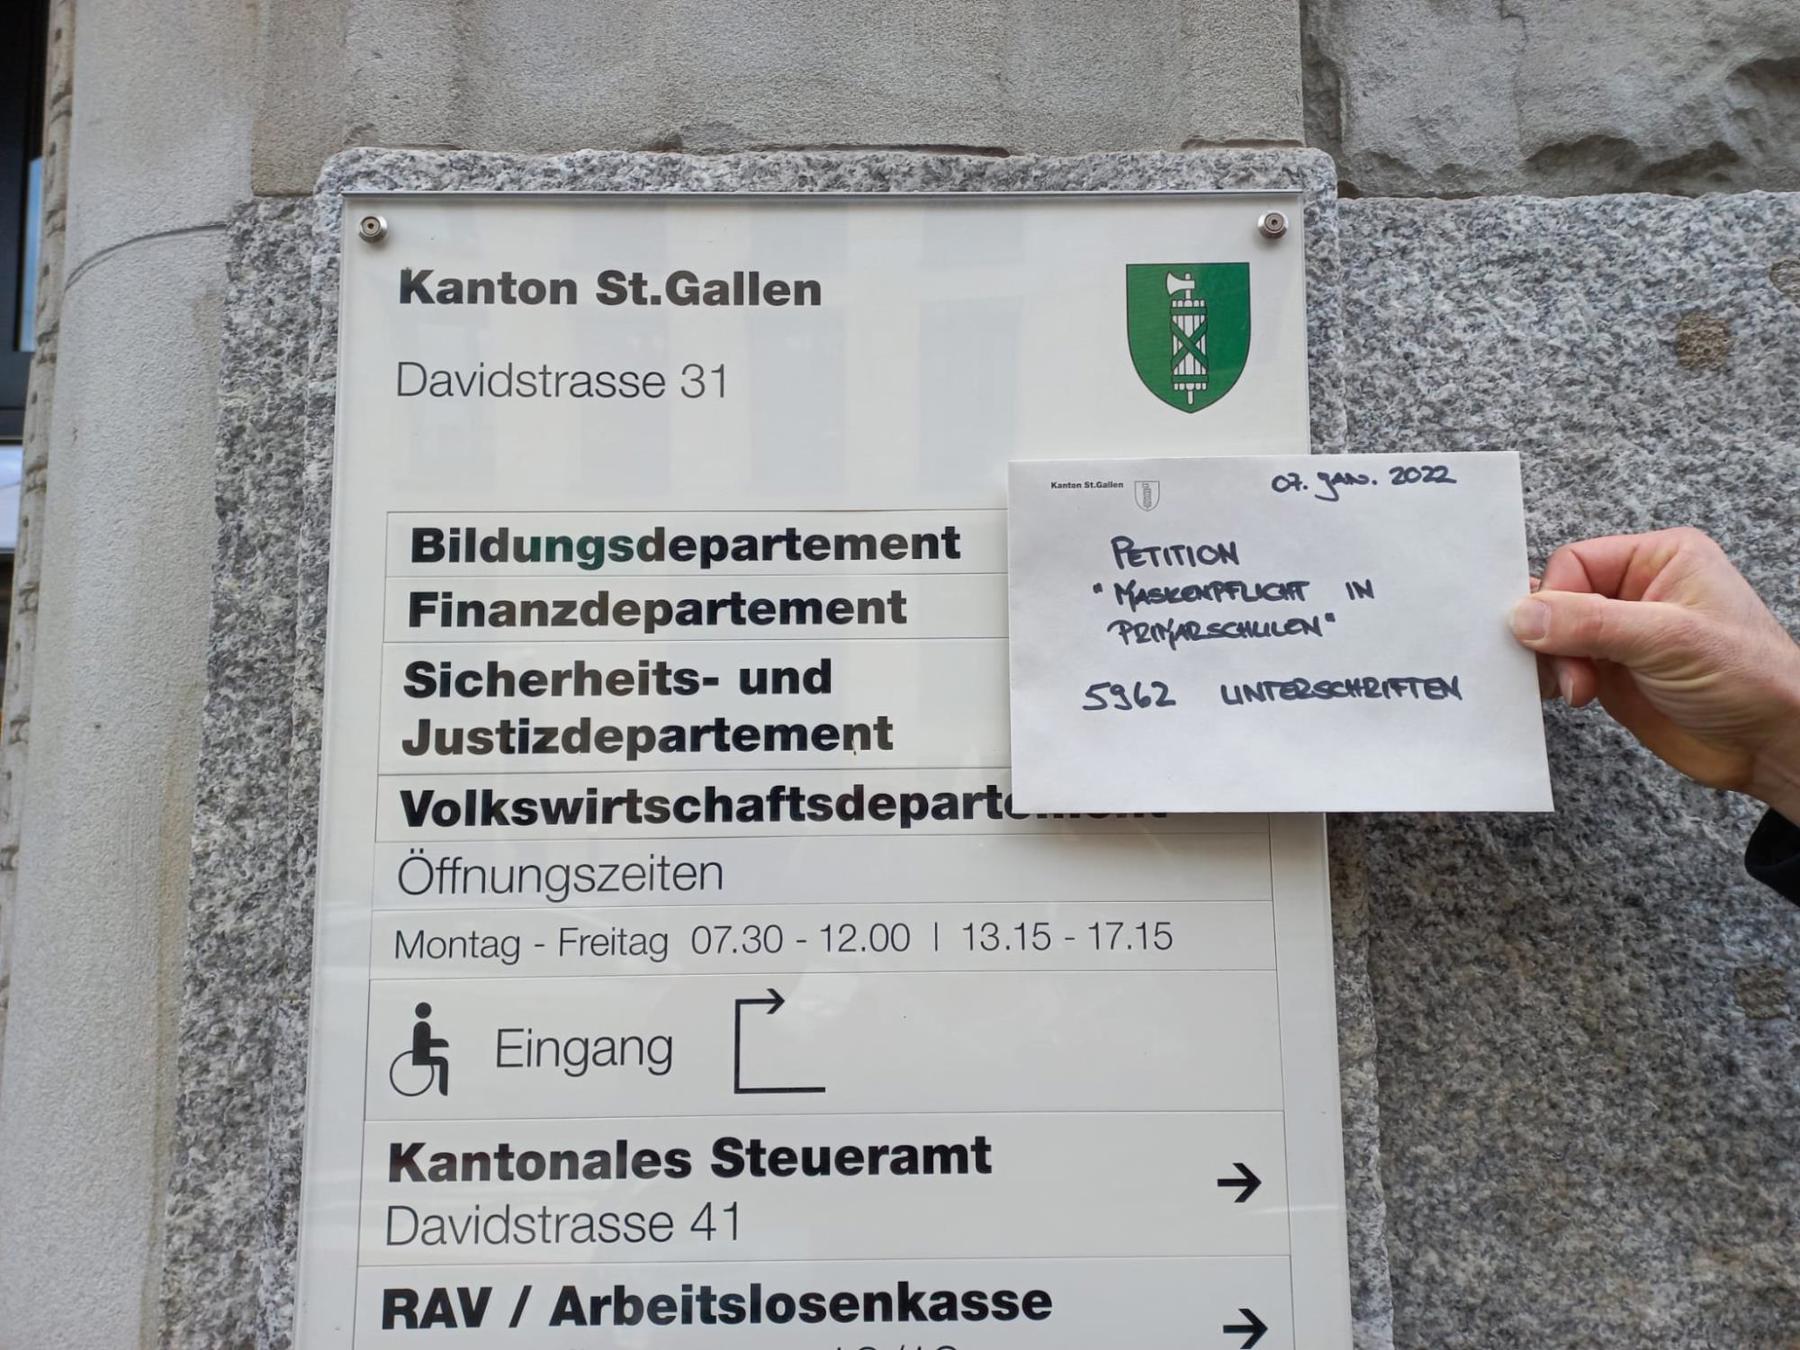 Kanton St.Gallen
Davidstrasse 31
Bildungsdepartement
Finanzdepartement
Sicherheits- und
Justizdepartement
Volkswirtschaftsdepartement
Öffnungszeiten
Montag - Freitag 07.30 - 12.00 | 13.15 - 17.15
Eingang
Kantonales Steueramt
Davidstrasse 41
RAV / Arbeitslosenkasse
Kanton St.Gallen
07. JAN. 2022
PETITION
"MASKENPFLICHT IN
PRIMARSCHULEN"
5962 UNTERSCHRIFTEN